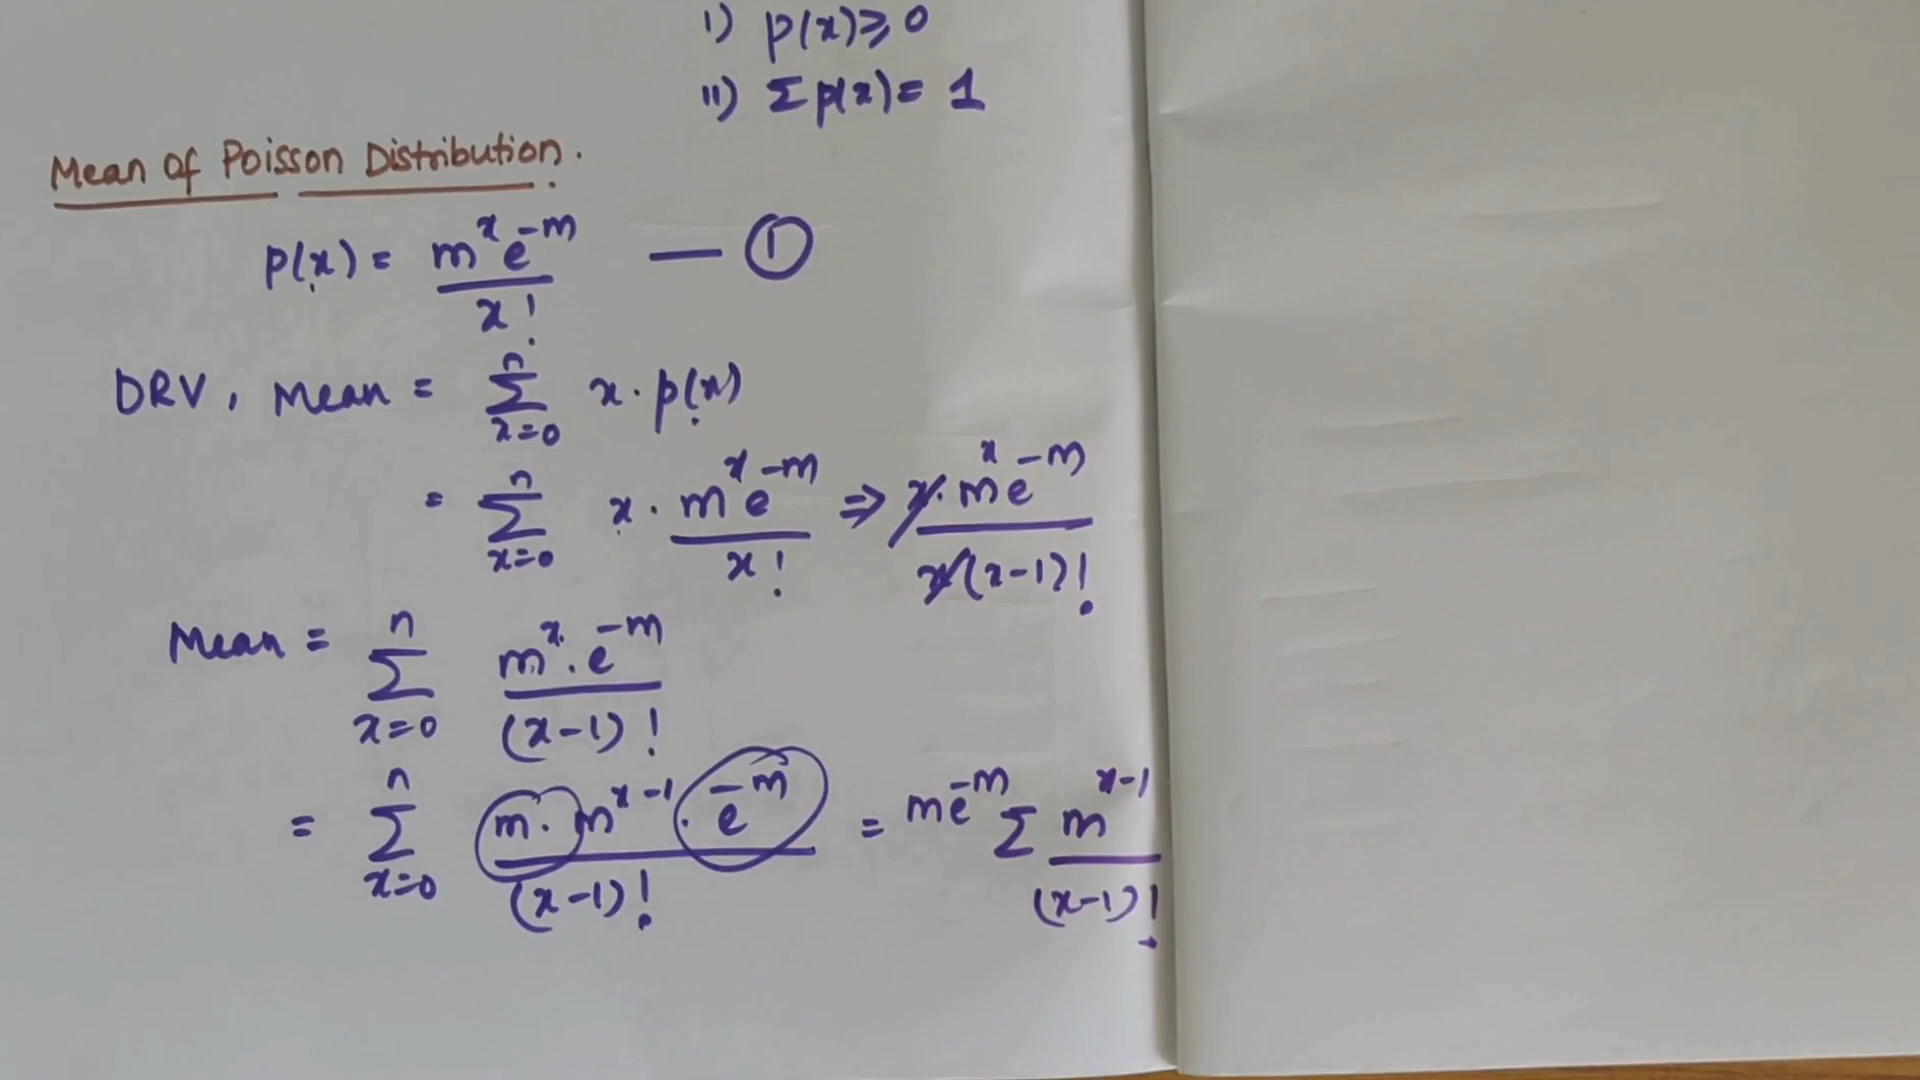 i) p(x) ≥ 0
ii) Σ p(x) = 1
Mean of Poisson Distribution.
p(x) = m^x e^-m / x! — ①
DRV, Mean = Σ_{x=0}^{n} x · p(x)
= Σ_{x=0}^{n} x · m^x e^-m / x! ⇒ x · m^x e^-m / x(x-1)!
Mean = Σ_{x=0}^{n} m^x · e^-m / (x-1)!
= Σ_{x=0}^{n} m · m^x-1 · e^-m / (x-1)! = me^-m Σ m^x-1 / (x-1)!